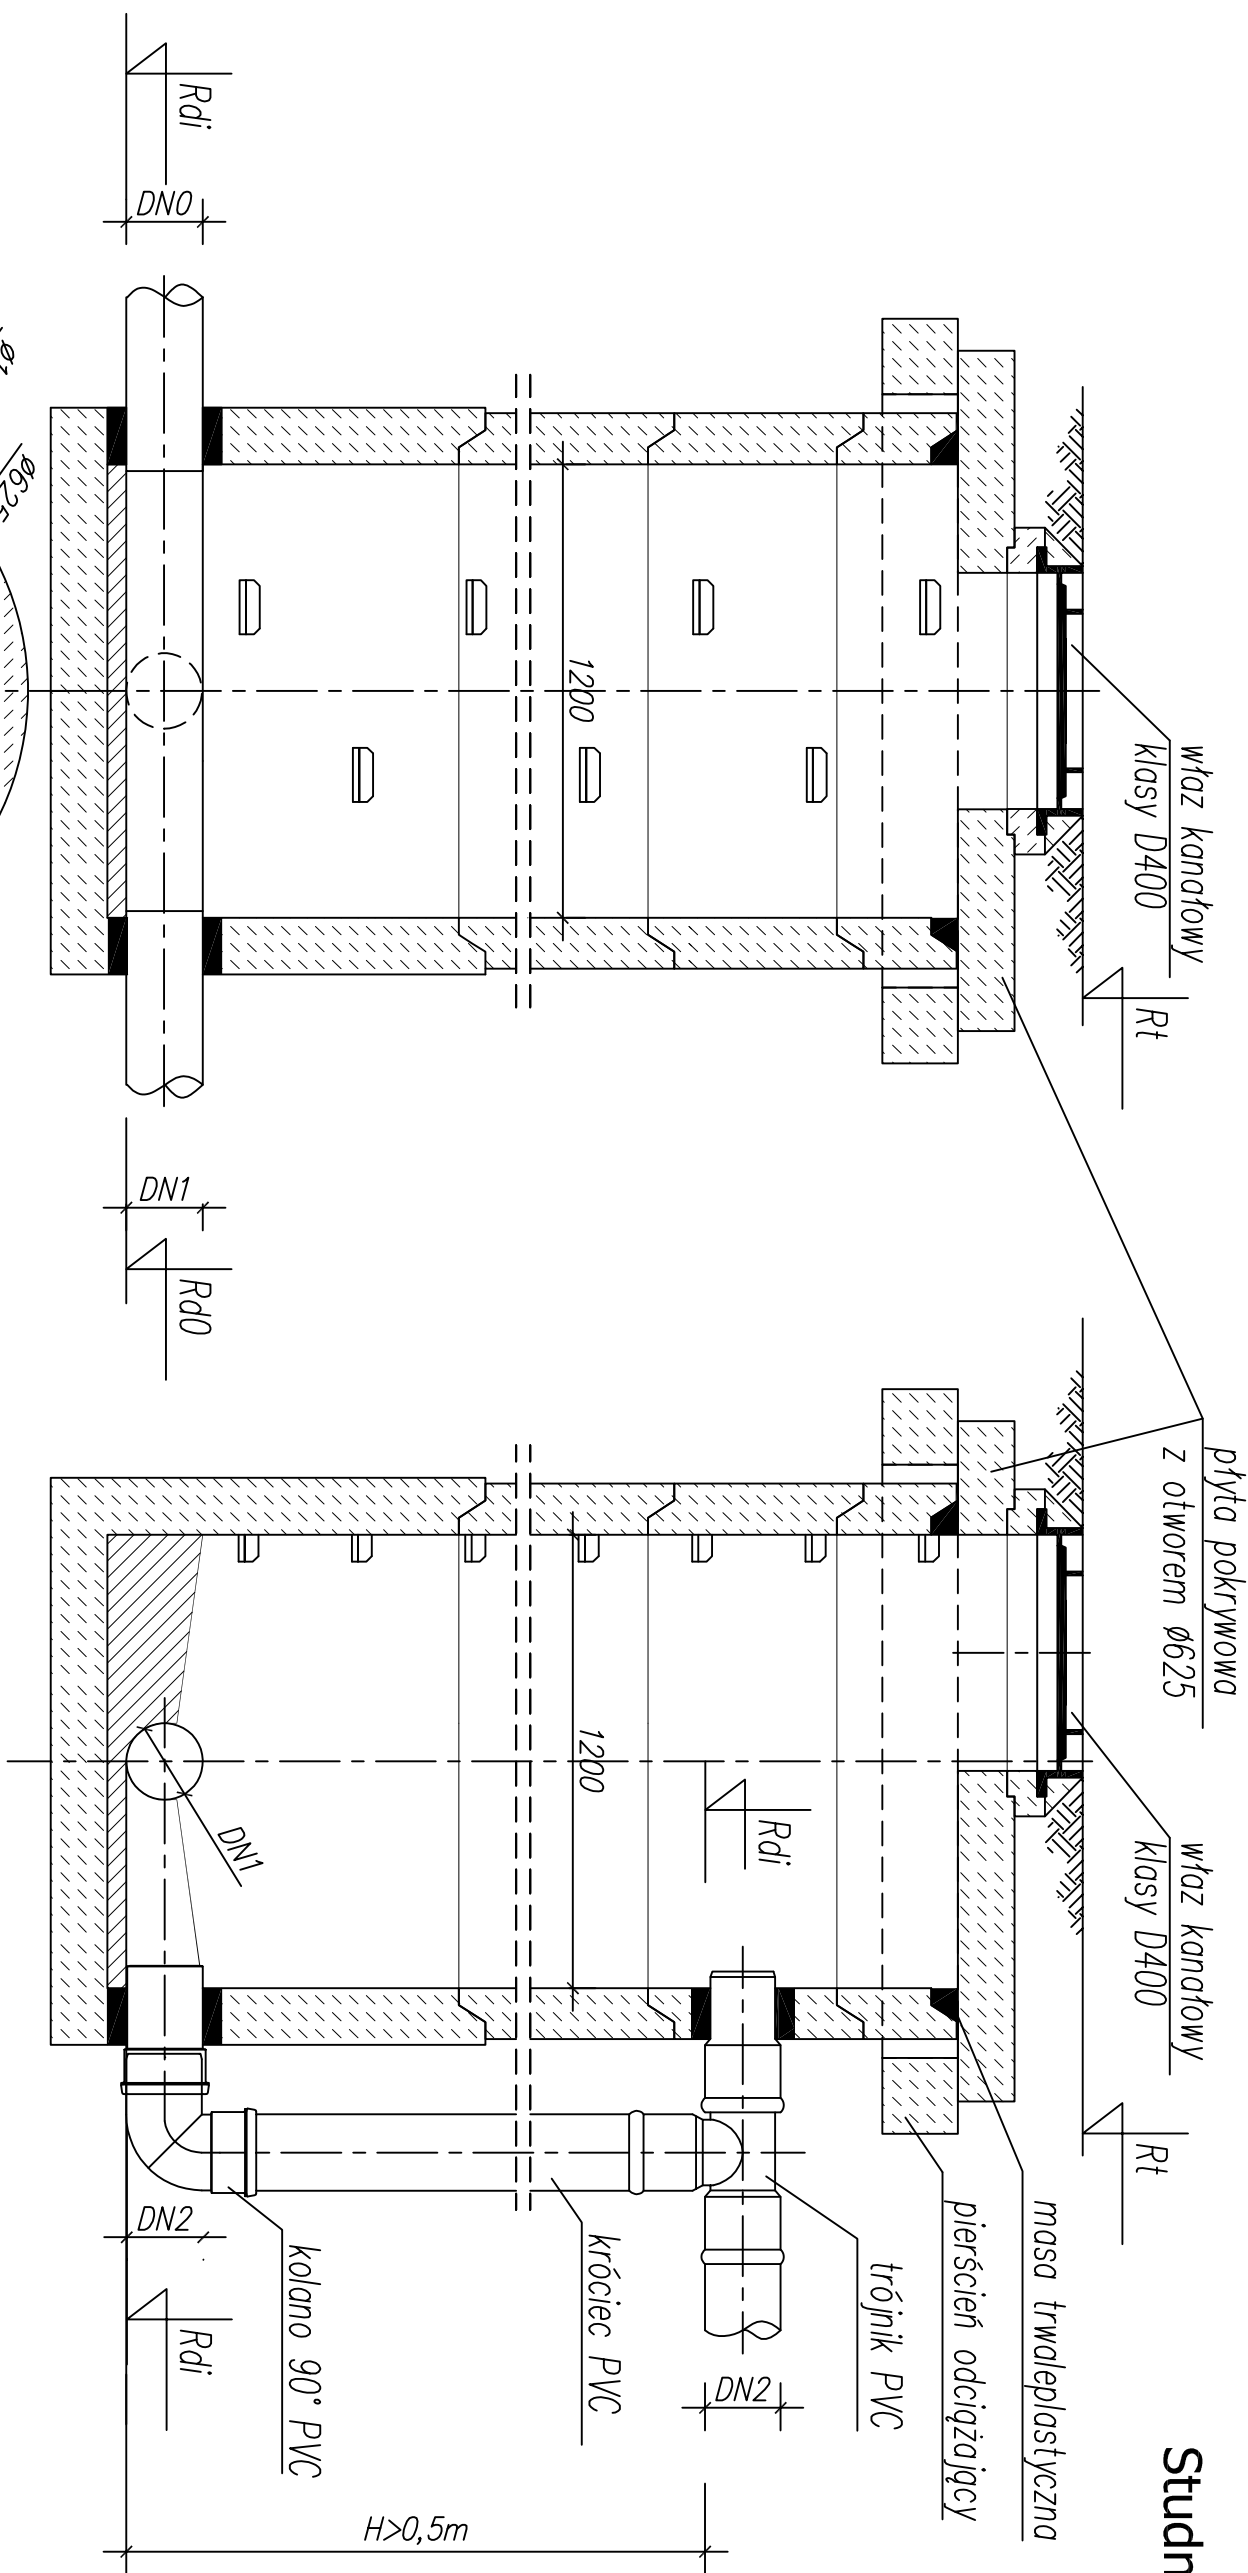 Studn
właz kanałowy
klasy D400
Rt
płyta pokrywowa
z otworem ø625
właz kanałowy
klasy D400
Rt
masa trwaleplastyczna
pierścień odciążający
trójnik PVC
DN2
Rdi
1200
1200
króciec PVC
H>0,5m
kolano 90° PVC
DN1
Rdi
DN0
DN1
Rd0
DN2
Rdi
ø625